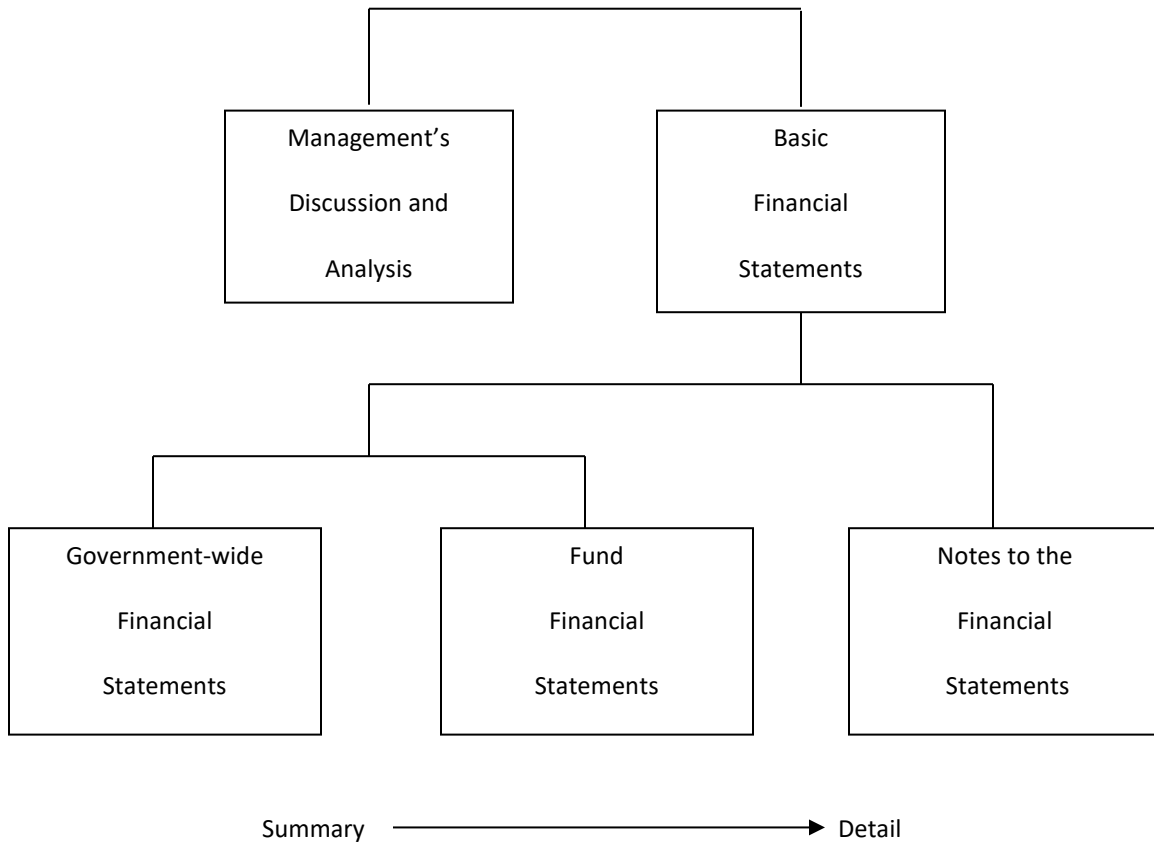 Management’s
Discussion and
Analysis
Basic
Financial
Statements
Government-wide
Financial
Statements
Fund
Financial
Statements
Notes to the
Financial
Statements
Summary
Detail